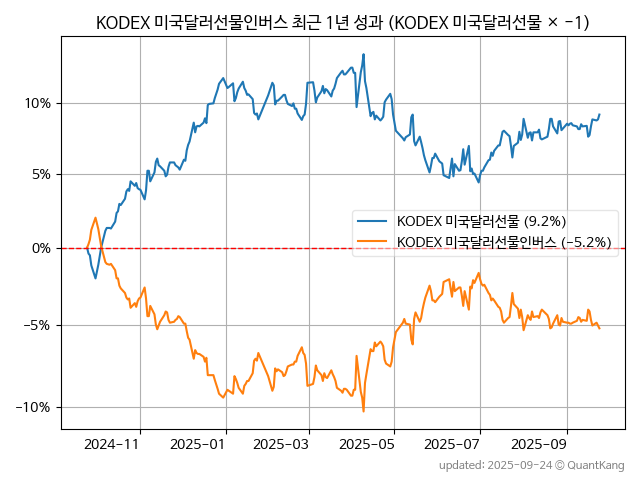 KODEX 미국달러선물인버스 최근 1년 성과 (KODEX 미국달러선물 × −1)
10%
5%
0%
−5%
−10%
KODEX 미국달러선물 (9.2%)
KODEX 미국달러선물인버스 (−5.2%)
2024-11
2025-01
2025-03
2025-05
2025-07
2025-09
updated: 2025-09-24 © QuantKang